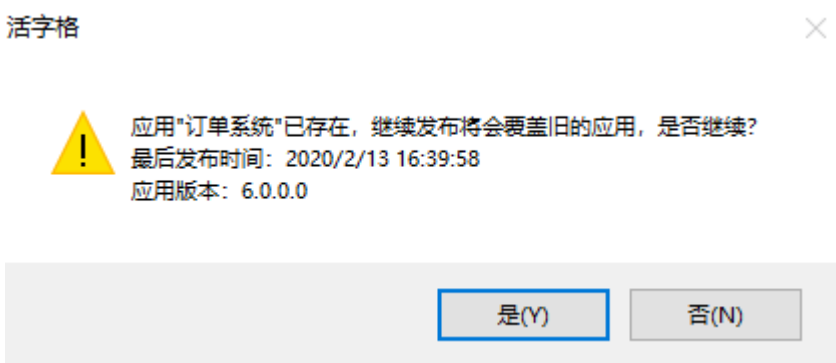 活字格
应用"订单系统"已存在，继续发布将会覆盖旧的应用，是否继续？
最后发布时间：2020/2/13 16:39:58
应用版本：6.0.0.0
是(Y)
否(N)